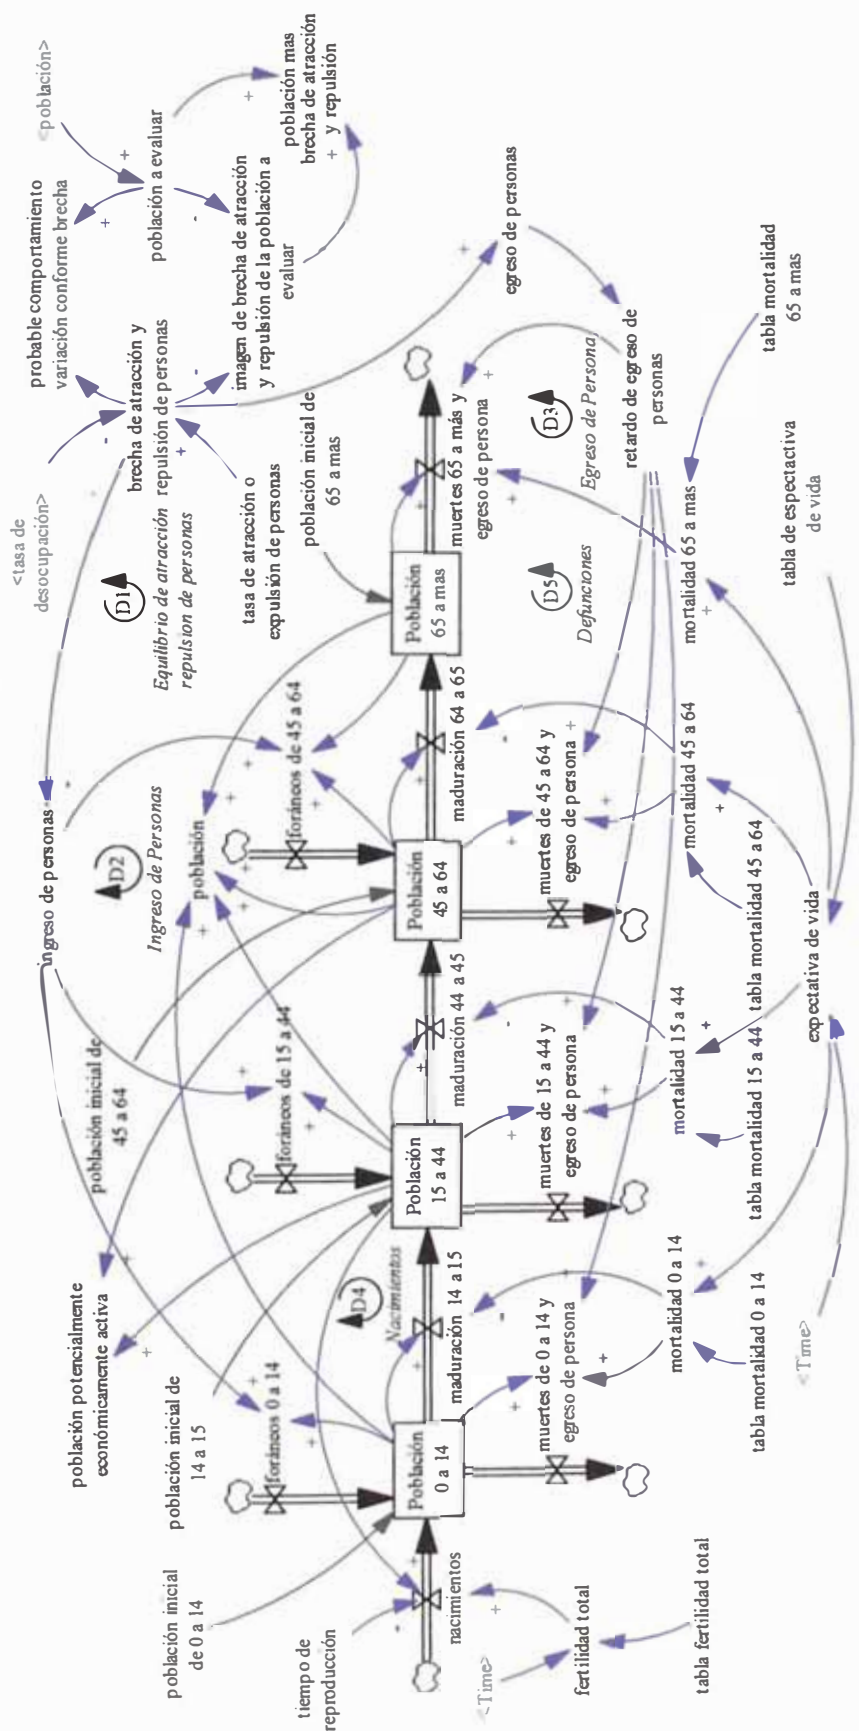 <población>
probable comportamiento
variación conforme brecha
población a evaluar
población mas
brecha de atracción
y repulsión
<tasa de
desocupación>
brecha de atracción y
repulsión de personas
imagen de brecha de atracción
y repulsión de la población a
evaluar
D1
Equilibrio de atracción
repulsion de personas
tasa de atracción o
expulsión de personas
población inicial de
65 a mas
egreso de personas
ingreso de personas
D2
Ingreso de Personas
población
foráneos de 45 a 64
población inicial de
45 a 64
foráneos de 15 a 44
población potencialmente
económicamente activa
población inicial de
14 a 15
foráneos 0 a 14
población inicial
de 0 a 14
tiempo de
reproducción
D4
Nacimientos
nacimientos
Población
0 a 14
maduración 14 a 15
Población
15 a 44
maduración 44 a 45
Población
45 a 64
maduración 64 a 65
Población
65 a mas
muertes 65 a más y
egreso de persona
D3
Egreso de Persona
retardo de egreso de
personas
D5
Defunciones
muertes de 0 a 14 y
egreso de persona
muertes de 15 a 44 y
egreso de persona
muertes de 45 a 64 y
egreso de persona
<Time>
fertilidad total
tabla fertilidad total
mortalidad 0 a 14
mortalidad 15 a 44
mortalidad 45 a 64
mortalidad 65 a mas
tabla mortalidad 0 a 14
tabla mortalidad 15 a 44
tabla mortalidad 45 a 64
tabla mortalidad
65 a mas
<Time>
expectativa de vida
tabla de espectactiva
de vida